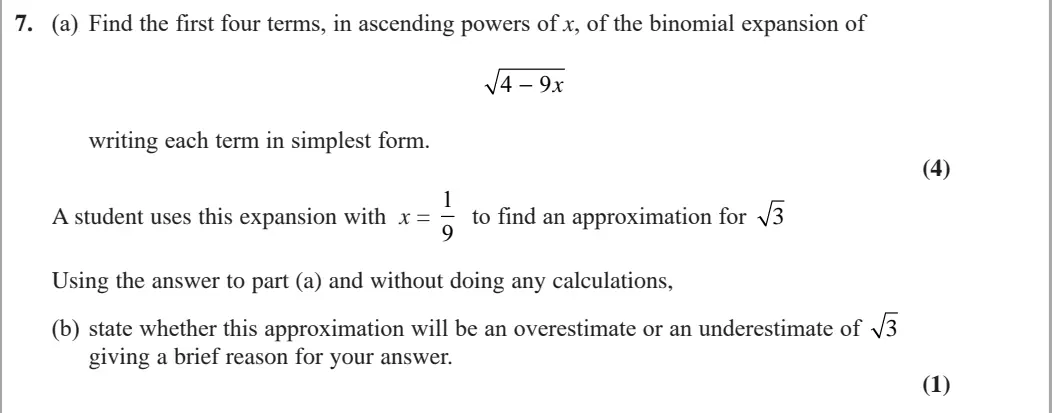 7. (a) Find the first four terms, in ascending powers of x, of the binomial expansion of
√(4 – 9x)
writing each term in simplest form.
(4)
A student uses this expansion with x = 1/9 to find an approximation for √3
Using the answer to part (a) and without doing any calculations,
(b) state whether this approximation will be an overestimate or an underestimate of √3
giving a brief reason for your answer.
(1)